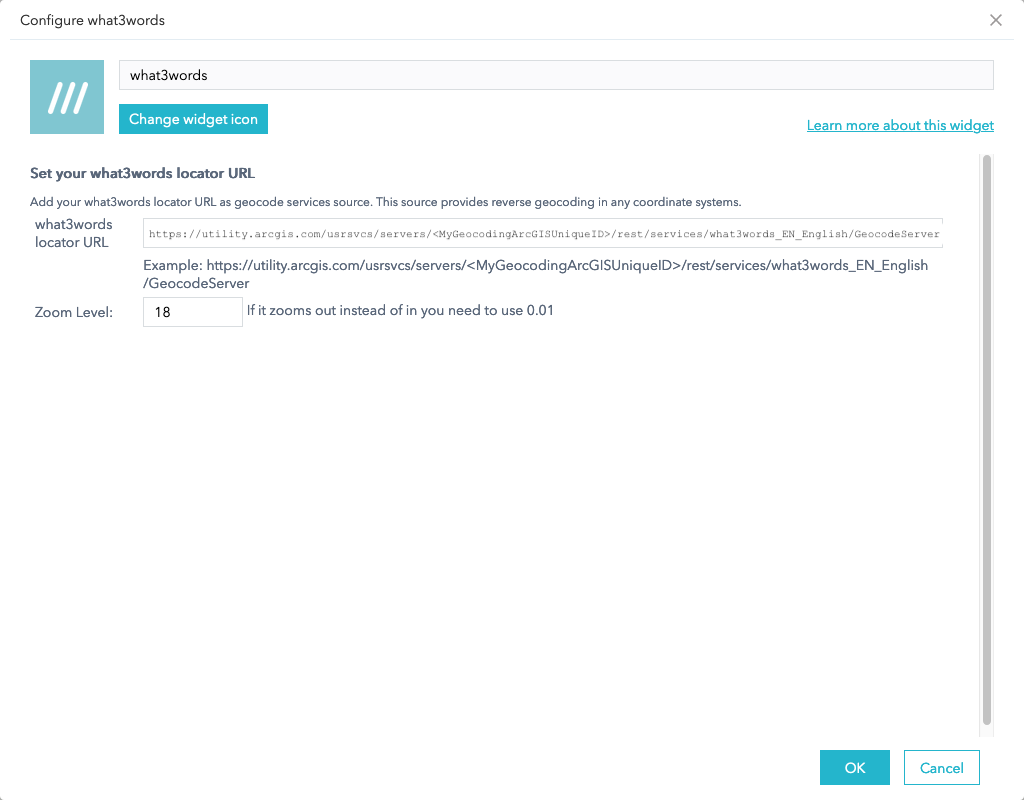 Configure what3words
what3words
Change widget icon
Learn more about this widget
Set your what3words locator URL
Add your what3words locator URL as geocode services source. This source provides reverse geocoding in any coordinate systems.
what3words
locator URL
https://utility.arcgis.com/usrsvcs/servers/<MyGeocodingArcGISUniqueID>/rest/services/what3words_EN_English/GeocodeServer
Example: https://utility.arcgis.com/usrsvcs/servers/<MyGeocodingArcGISUniqueID>/rest/services/what3words_EN_English
/GeocodeServer
Zoom Level:
18
If it zooms out instead of in you need to use 0.01
OK
Cancel